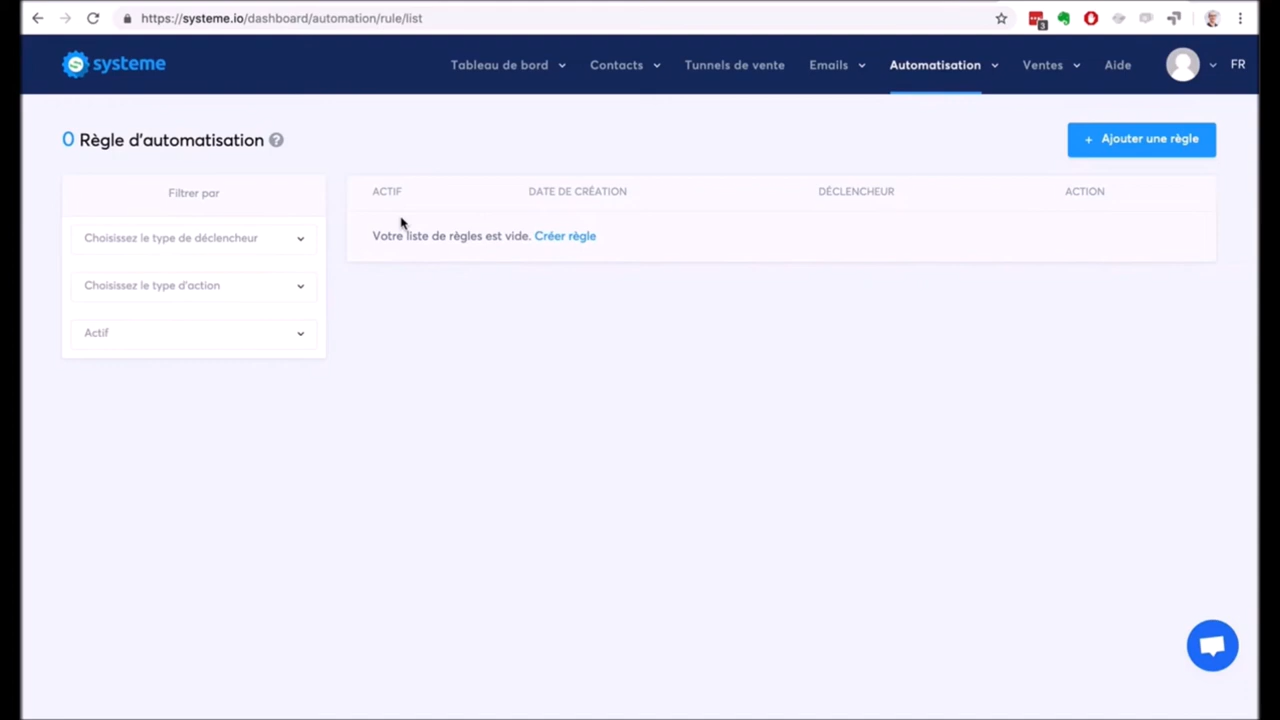 https://systeme.io/dashboard/automation/rule/list
3
systeme
Tableau de bord
Contacts
Tunnels de vente
Emails
Automatisation
Ventes
Aide
FR
0 Règle d'automatisation ?
+ Ajouter une règle
Filtrer par
Choisissez le type de déclencheur
Choisissez le type d'action
Actif
ACTIF
DATE DE CRÉATION
DÉCLENCHEUR
ACTION
Votre liste de règles est vide. Créer règle